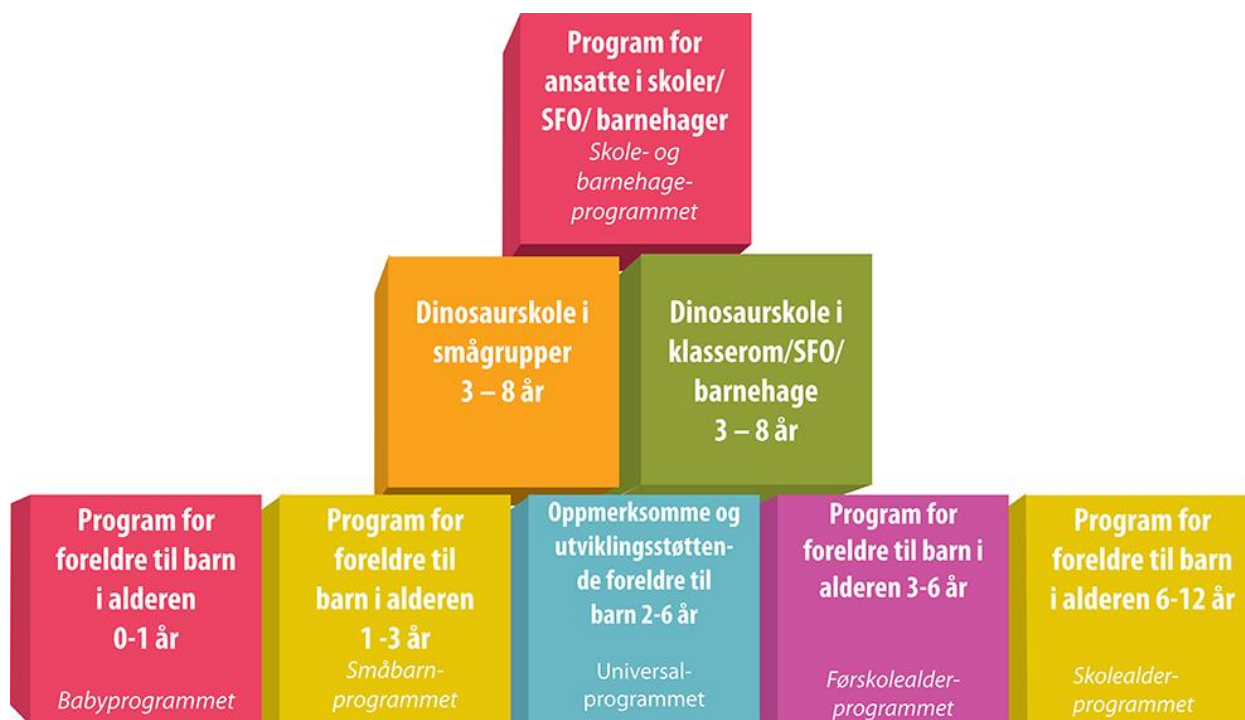 Program for
ansatte i skoler/
SFO/ barnehager
Skole- og
barnehage-
programmet
Dinosaurskole i
smågrupper
3 – 8 år
Dinosaurskole i
klasserom/SFO/
barnehage
3 – 8 år
Program for
foreldre til barn
i alderen
0-1 år
Babyprogrammet
Program for
foreldre til
barn i alderen
1 -3 år
Småbarn-
programmet
Oppmerksomme og
utviklingsstøtten-
de foreldre til
barn 2-6 år
Universal-
programmet
Program for
foreldre til barn i
alderen 3-6 år
Førskolealder-
programmet
Program for
foreldre til barn
i alderen 6-12 år
Skolealder-
programmet